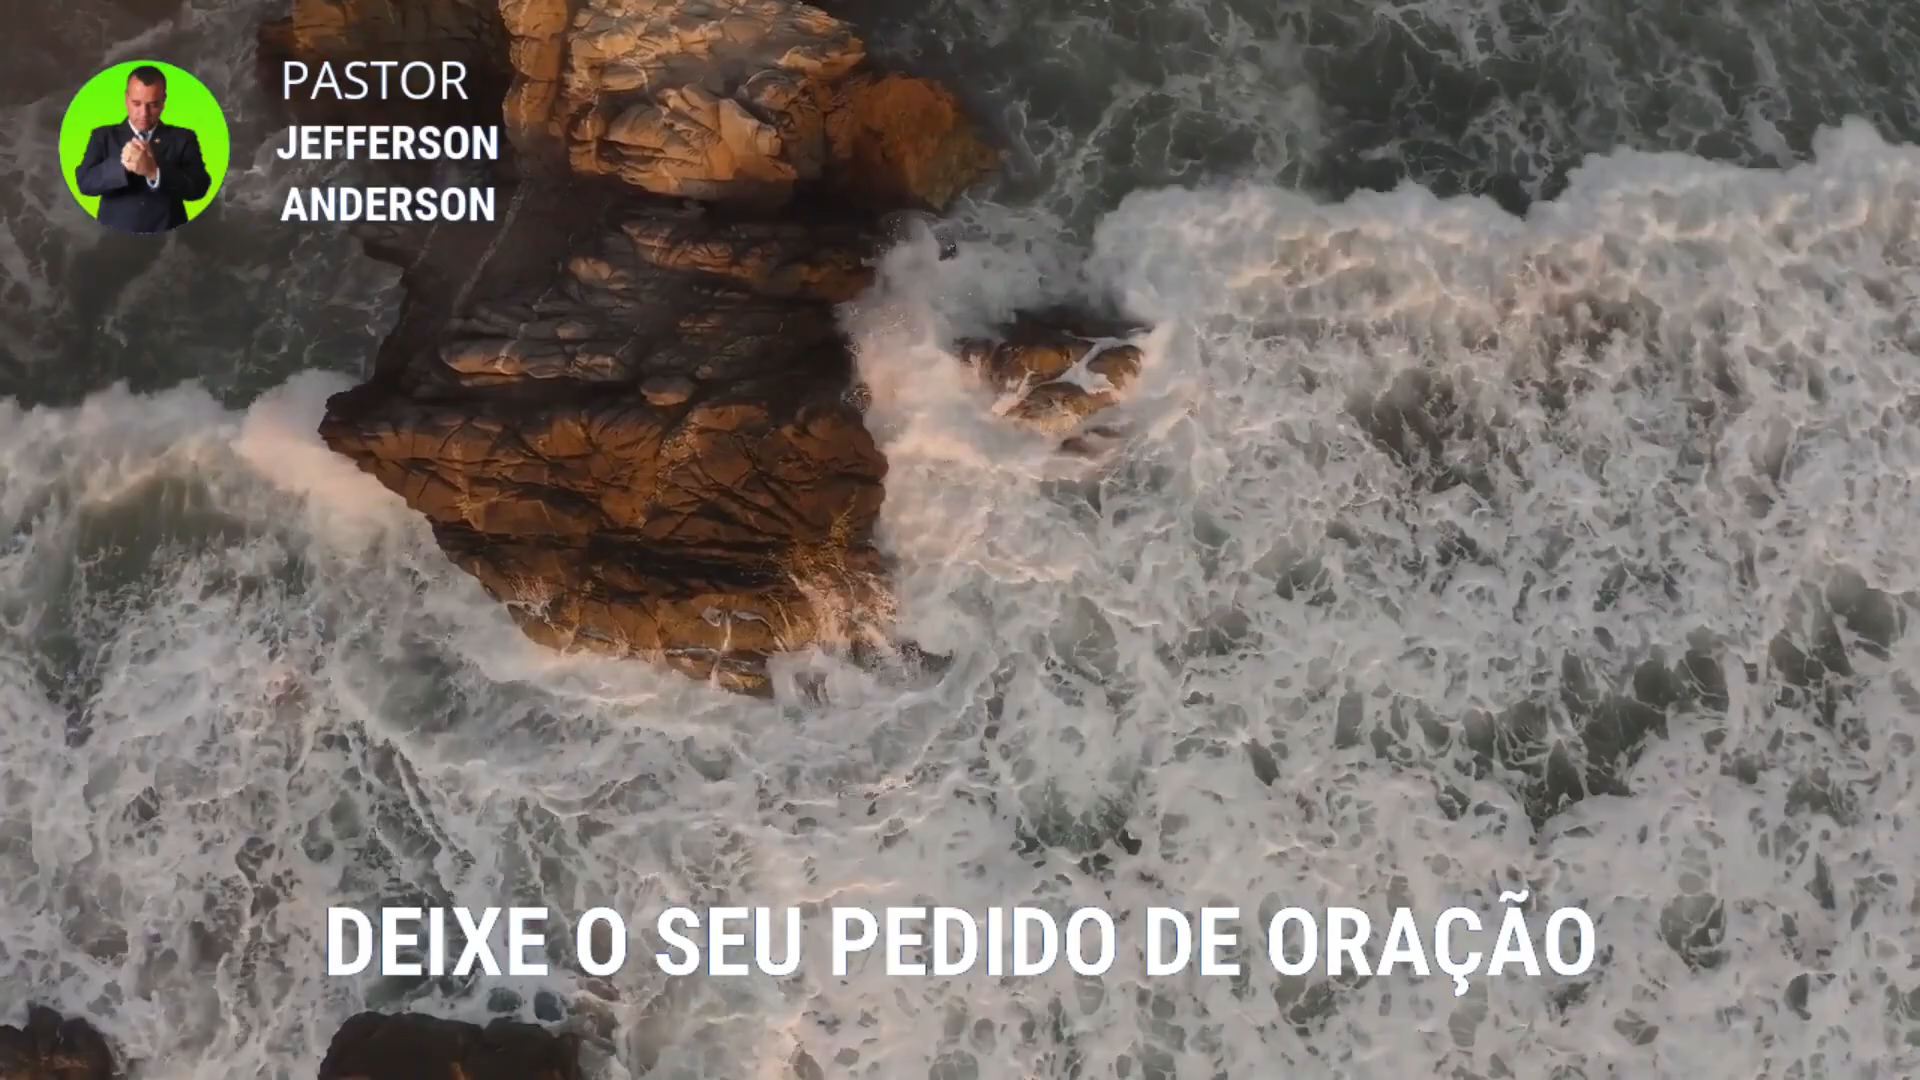 PASTOR
JEFFERSON
ANDERSON
DEIXE O SEU PEDIDO DE ORAÇÃO